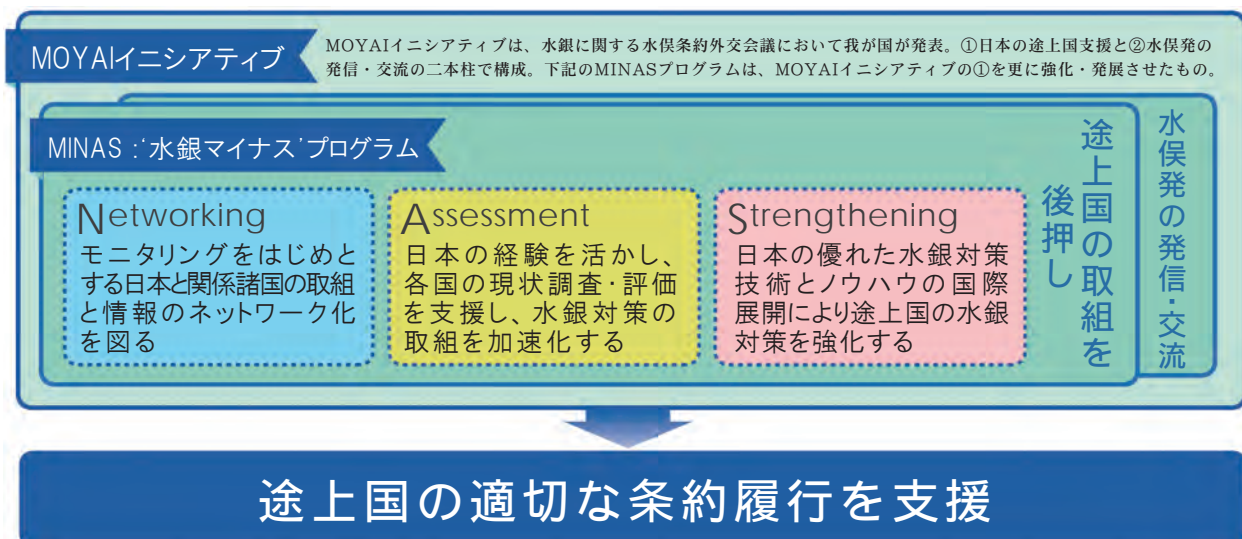 MOYAIイニシアティブ
MOYAIイニシアティブは、水銀に関する水俣条約外交会議において我が国が発表。①日本の途上国支援と②水俣発の
発信・交流の二本柱で構成。下記のMINASプログラムは、MOYAIイニシアティブの①を更に強化・発展させたもの。
MINAS：‘水銀マイナス’プログラム
Networking
モニタリングをはじめと
する日本と関係諸国の取組
と情報のネットワーク化
を図る
Assessment
日本の経験を活かし、
各国の現状調査・評価
を支援し、水銀対策の
取組を加速化する
Strengthening
日本の優れた水銀対策
技術とノウハウの国際
展開により途上国の水銀
対策を強化する
途上国の取組を
後押し
水俣発の発信・交流
途上国の適切な条約履行を支援